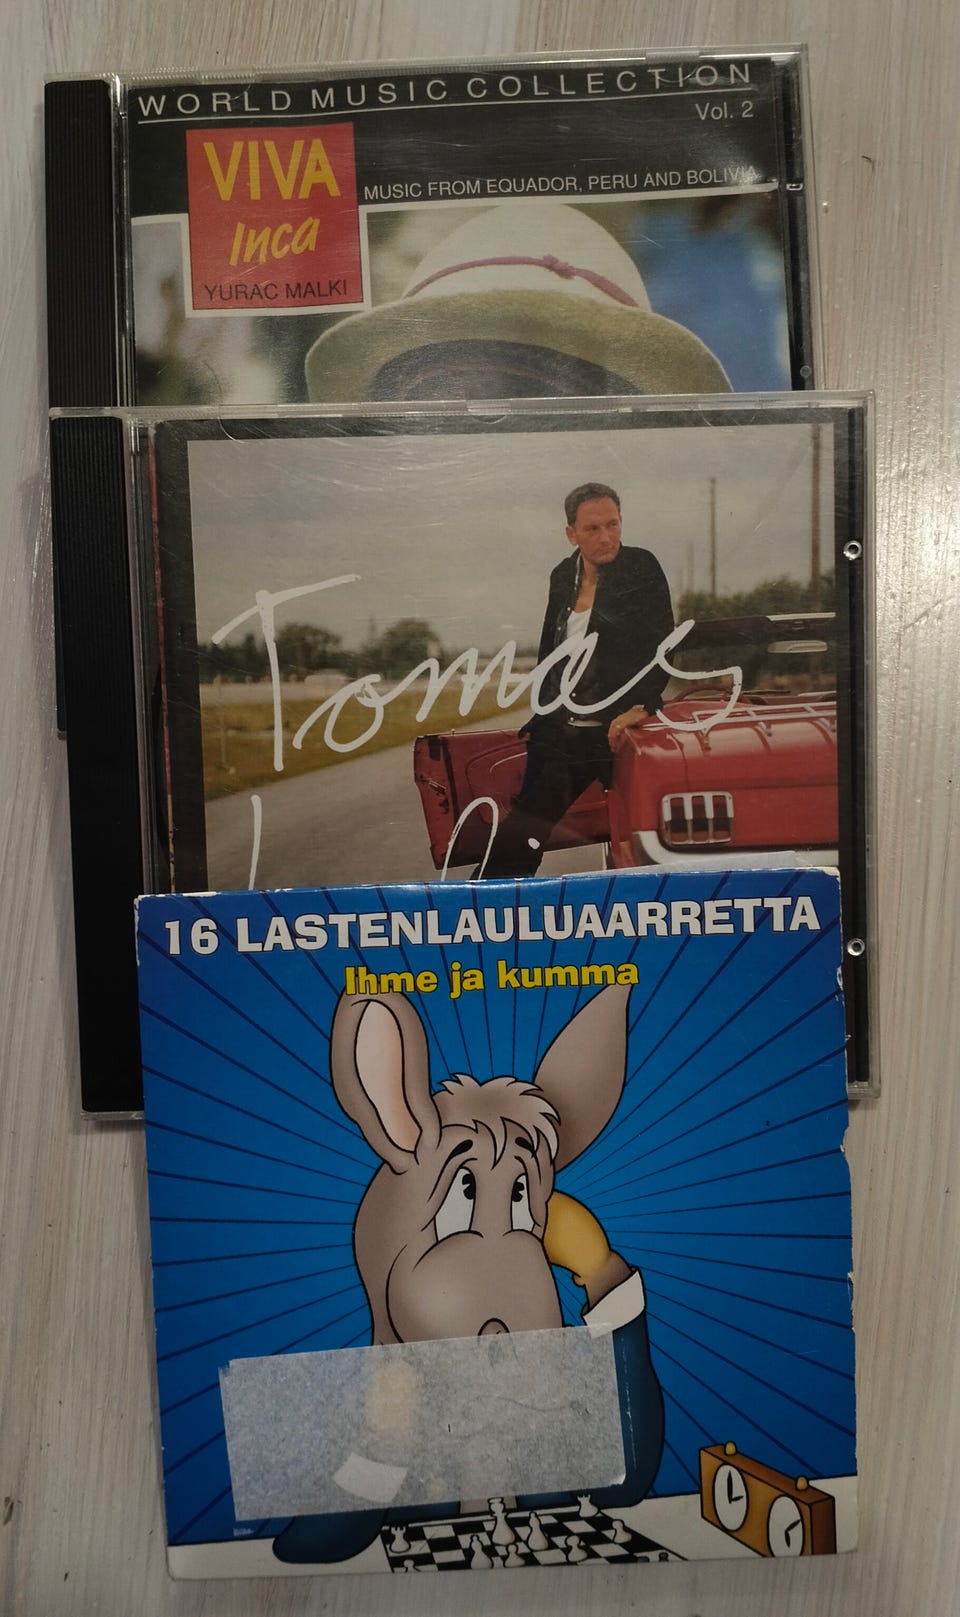 WORLD MUSIC COLLECTION
Vol. 2
VIVA
Inca
YURAC MALKI
MUSIC FROM EQUADOR, PERU AND BOLIVIA
Tomas
16 LASTENLAULUAARRETTA
Ihme ja kumma